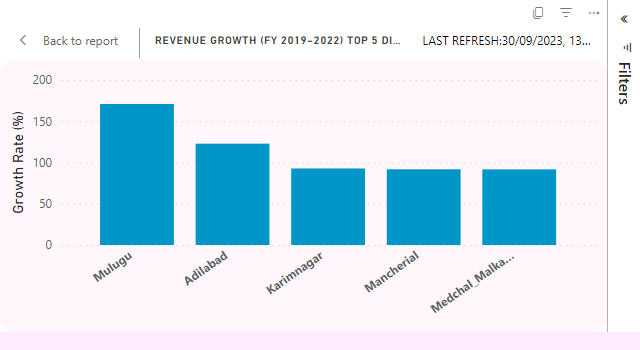 Back to report
REVENUE GROWTH (FY 2019-2022) TOP 5 DI...
LAST REFRESH:30/09/2023, 13...
Filters
Growth Rate (%)
200
150
100
50
0
Mulugu
Adilabad
Karimnagar
Mancherial
Medchal_Malka...